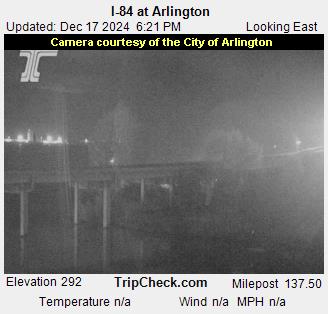 I-84 at Arlington
Updated: Dec 17 2024 6:21 PM Looking East
Camera courtesy of the City of Arlington
Elevation 292 TripCheck.com Milepost 137.50
Temperature n/a Wind n/a MPH n/a